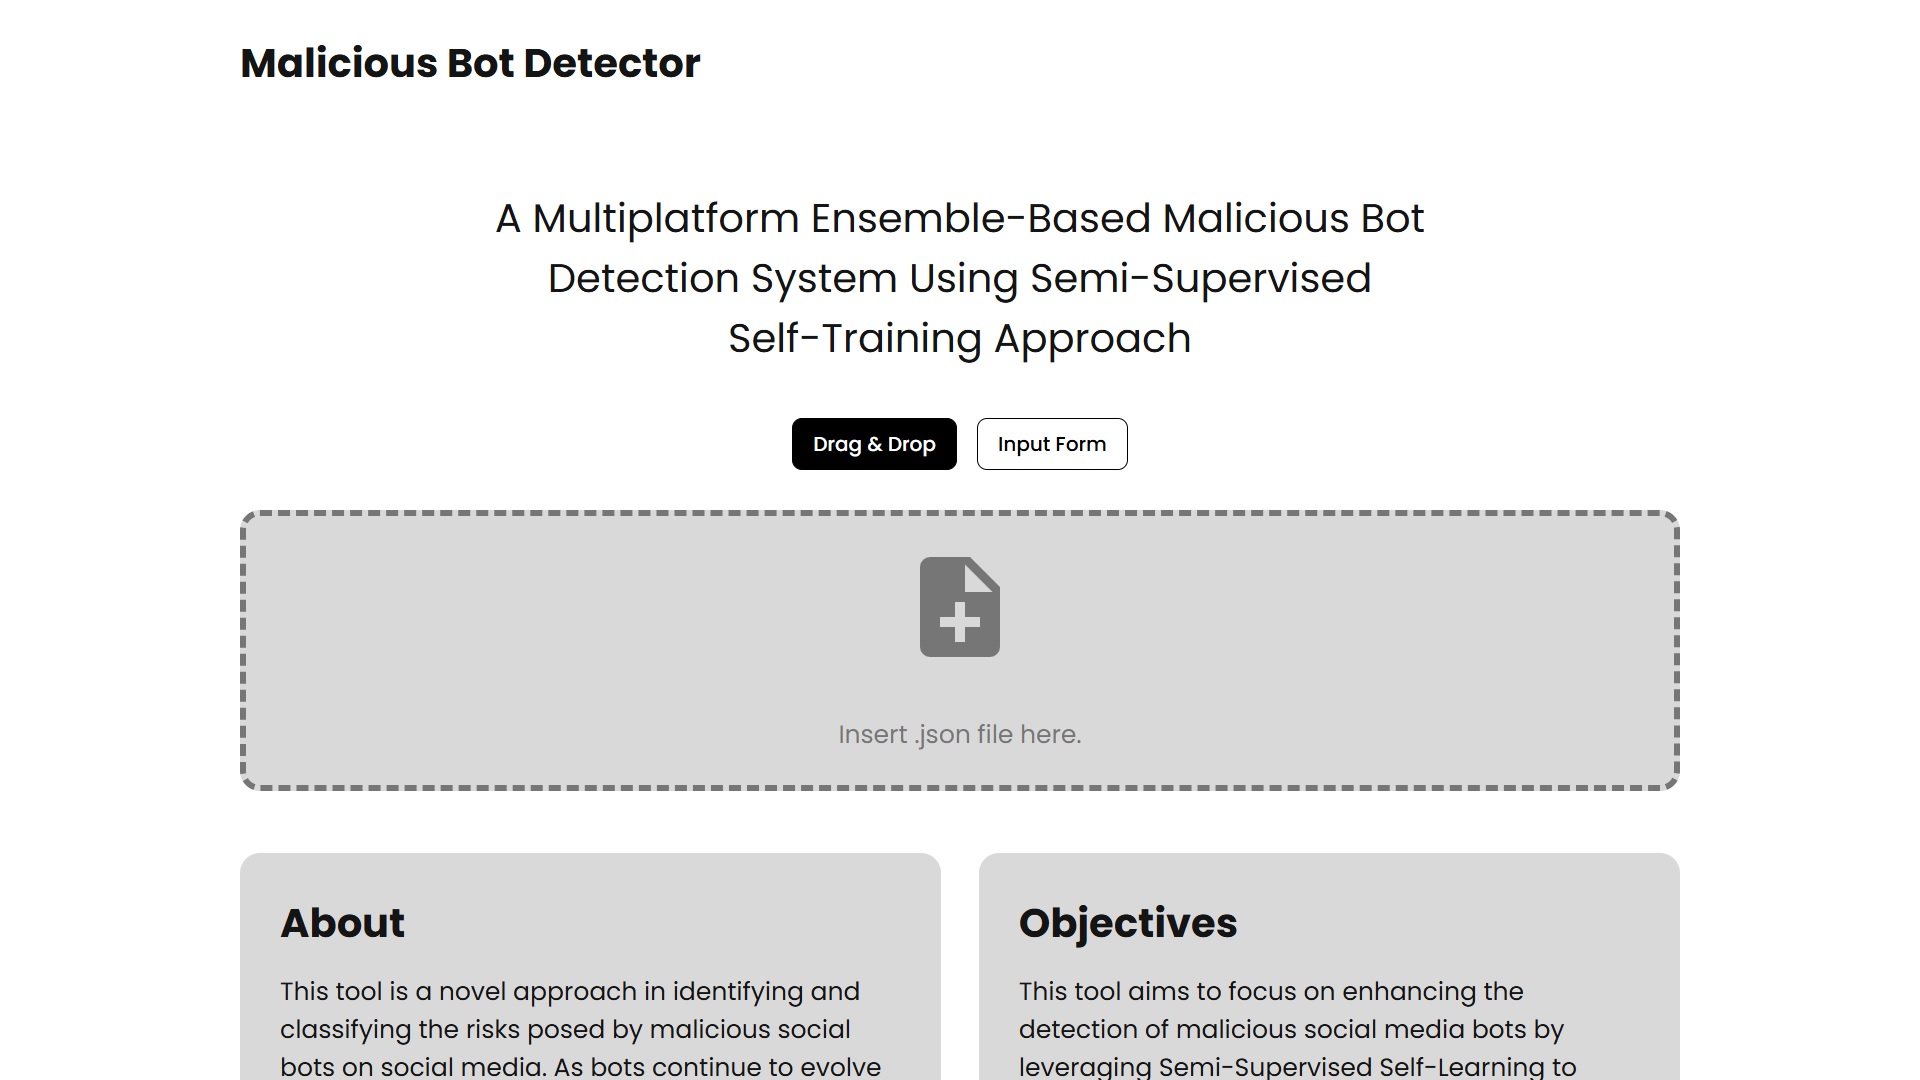 Malicious Bot Detector
A Multiplatform Ensemble-Based Malicious Bot
Detection System Using Semi-Supervised
Self-Training Approach
Drag & Drop
Input Form
Insert .json file here.
About
This tool is a novel approach in identifying and
classifying the risks posed by malicious social
bots on social media. As bots continue to evolve
Objectives
This tool aims to focus on enhancing the
detection of malicious social media bots by
leveraging Semi-Supervised Self-Learning to